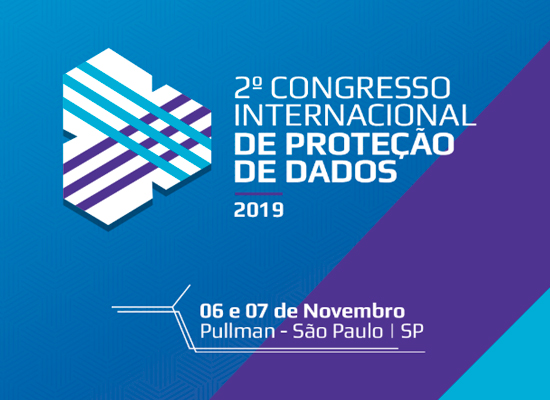 2º CONGRESSO
INTERNACIONAL
DE PROTEÇÃO
DE DADOS
2019
06 e 07 de Novembro
Pullman - São Paulo | SP